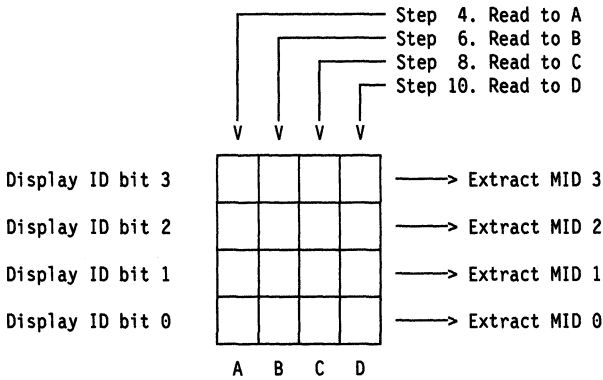 Step 4. Read to A
Step 6. Read to B
Step 8. Read to C
Step 10. Read to D
V V V V
Display ID bit 3 > Extract MID 3
Display ID bit 2 > Extract MID 2
Display ID bit 1 > Extract MID 1
Display ID bit 0 > Extract MID 0
A B C D